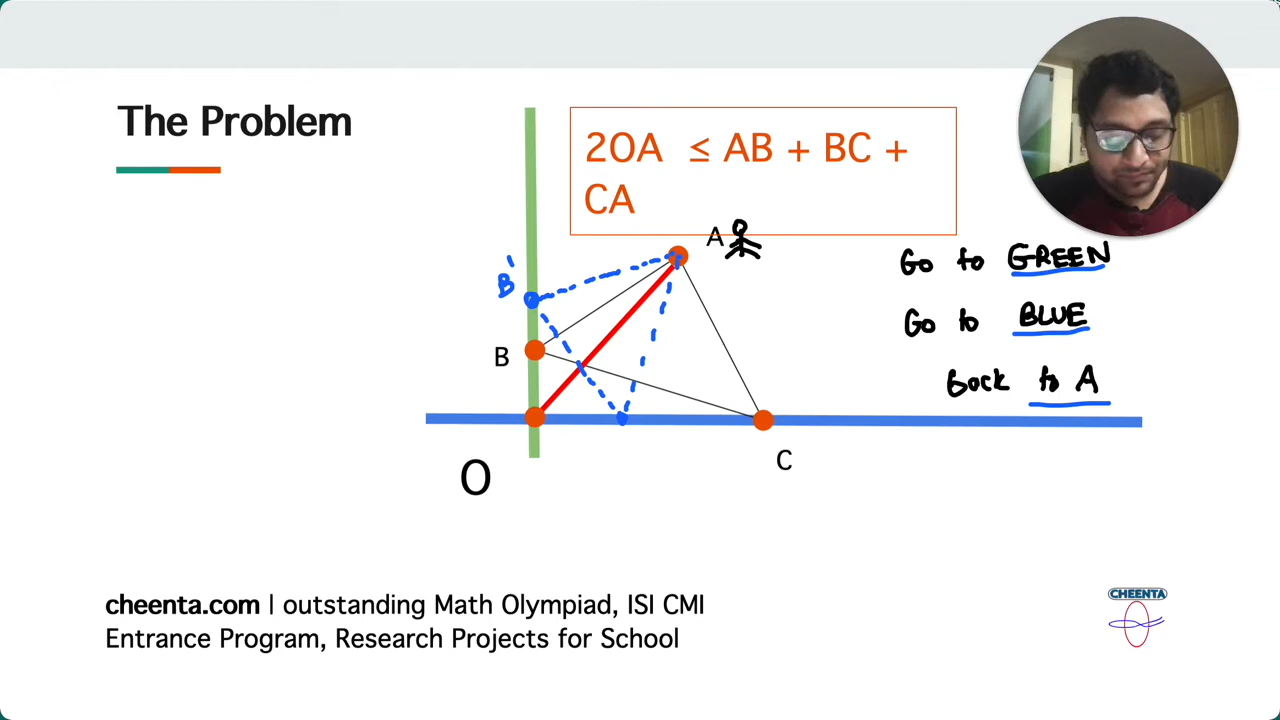 The Problem
2OA ≤ AB + BC +
CA
A
Go to GREEN
B'
Go to BLUE
B
back to A
C
O
cheenta.com | outstanding Math Olympiad, ISI CMI
Entrance Program, Research Projects for School
CHEENTA